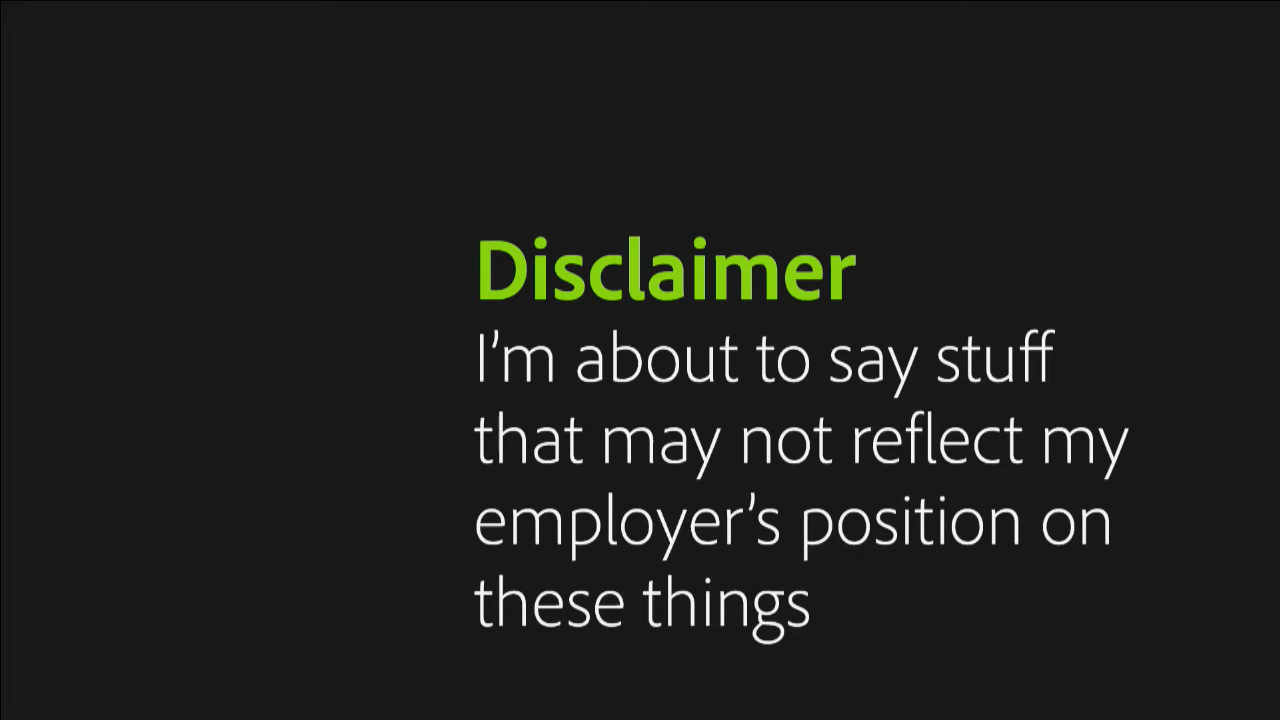 Disclaimer
I’m about to say stuff
that may not reflect my
employer’s position on
these things